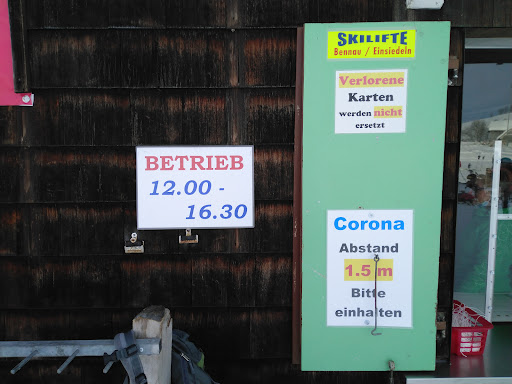 SKILIFTE
Bennau / Einsiedeln
Verlorene
Karten
werden nicht
ersetzt
BETRIEB
12.00 -
16.30
Corona
Abstand
1.5 m
Bitte
einhalten